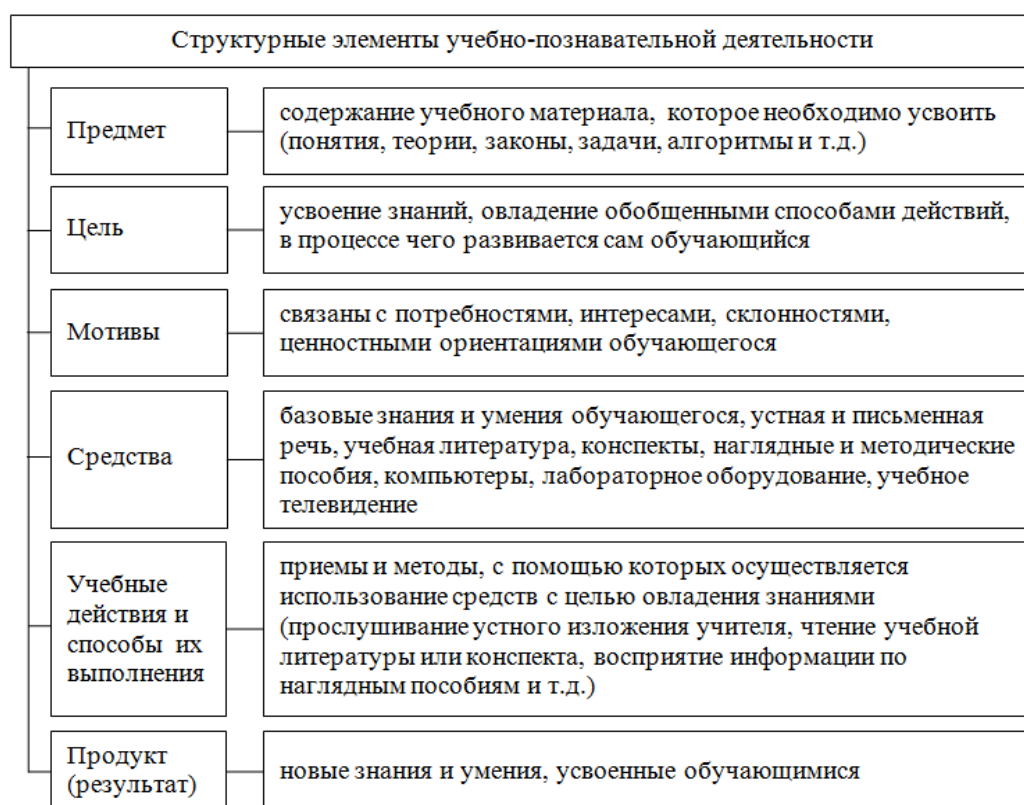 Структурные элементы учебно-познавательной деятельности
Предмет
содержание учебного материала, которое необходимо усвоить
(понятия, теории, законы, задачи, алгоритмы и т.д.)
Цель
усвоение знаний, овладение обобщенными способами действий,
в процессе чего развивается сам обучающийся
Мотивы
связаны с потребностями, интересами, склонностями,
ценностными ориентациями обучающегося
Средства
базовые знания и умения обучающегося, устная и письменная
речь, учебная литература, конспекты, наглядные и методические
пособия, компьютеры, лабораторное оборудование, учебное
телевидение
Учебные
действия и
способы их
выполнения
приемы и методы, с помощью которых осуществляется
использование средств с целью овладения знаниями
(прослушивание устного изложения учителя, чтение учебной
литературы или конспекта, восприятие информации по
наглядным пособиям и т.д.)
Продукт
(результат)
новые знания и умения, усвоенные обучающимися